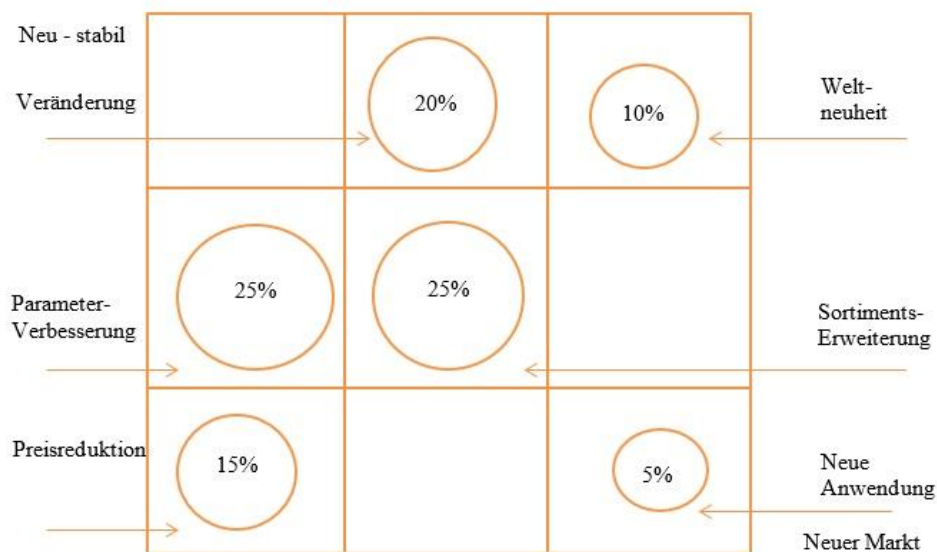 Neu - stabil
20%
10%
Welt-
neuheit
Veränderung
25%
25%
Parameter-
Verbesserung
Sortiments-
Erweiterung
Preisreduktion
15%
5%
Neue
Anwendung
Neuer Markt